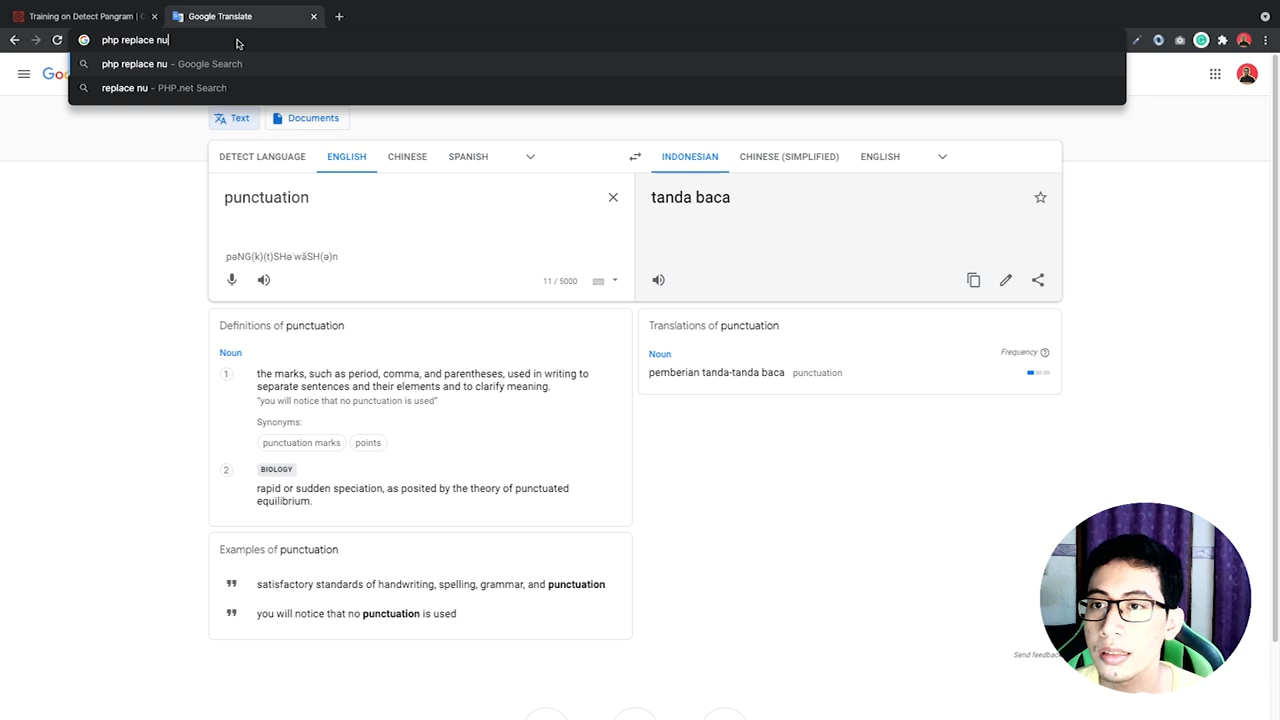 Training on Detect Pangram |
Google Translate
php replace nu
php replace nu - Google Search
replace nu - PHP.net Search
Text
Documents
DETECT LANGUAGE
ENGLISH
CHINESE
SPANISH
INDONESIAN
CHINESE (SIMPLIFIED)
ENGLISH
punctuation
tanda baca
ˌpəNG(k)(t)SHəˈwāSH(ə)n
11 / 5000
Definitions of punctuation
Noun
1
the marks, such as period, comma, and parentheses, used in writing to
separate sentences and their elements and to clarify meaning.
"you will notice that no punctuation is used"
Synonyms:
punctuation marks
points
2
BIOLOGY
rapid or sudden speciation, as posited by the theory of punctuated
equilibrium.
Translations of punctuation
Noun
Frequency
pemberian tanda-tanda baca
punctuation
Examples of punctuation
satisfactory standards of handwriting, spelling, grammar, and punctuation
you will notice that no punctuation is used
Send feedback